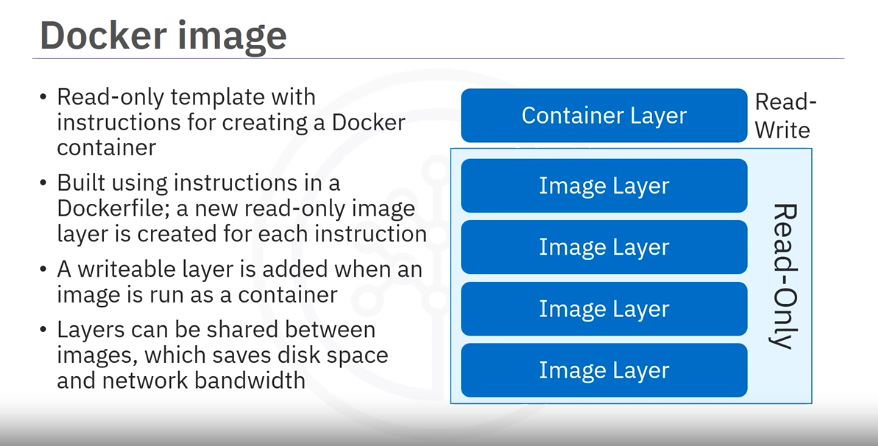 Docker image
• Read-only template with
instructions for creating a Docker
container
• Built using instructions in a
Dockerfile; a new read-only image
layer is created for each instruction
• A writeable layer is added when an
image is run as a container
• Layers can be shared between
images, which saves disk space
and network bandwidth
Container Layer
Read-
Write
Image Layer
Image Layer
Image Layer
Image Layer
Read-Only